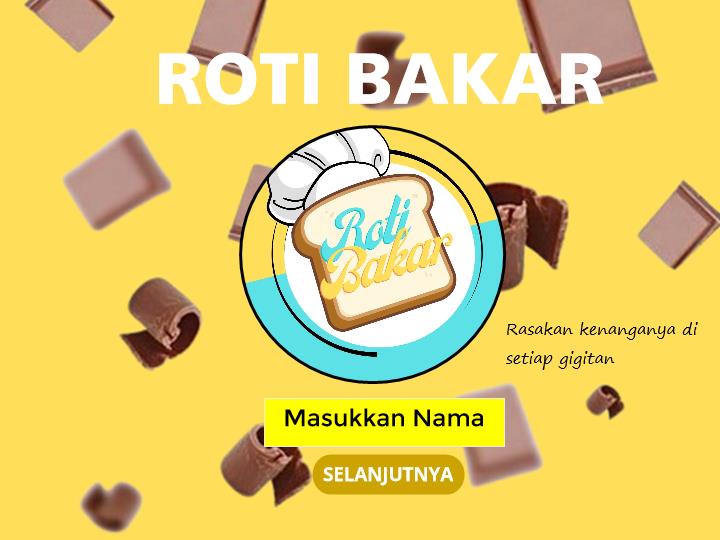 ROTI BAKAR
Roti
Bakar
Rasakan kenanganya di
setiap gigitan
Masukkan Nama
SELANJUTNYA